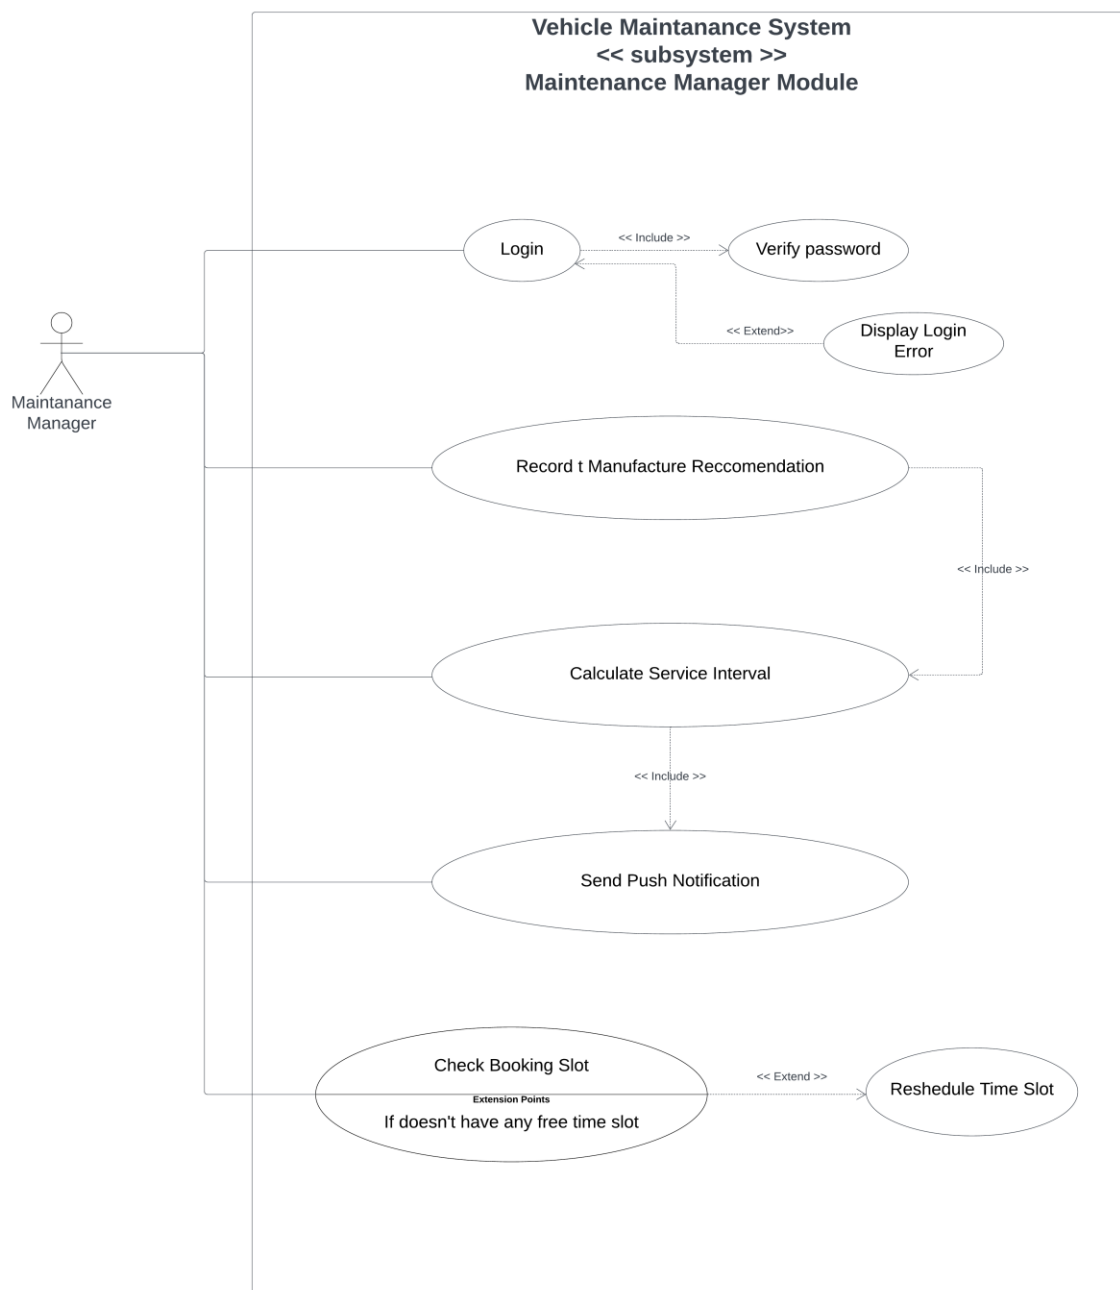 Vehicle Maintanance System
<< subsystem >>
Maintenance Manager Module
Login
<< Include >>
Verify password
<< Extend>>
Display Login
Error
Maintanance
Manager
Record t Manufacture Reccomendation
<< Include >>
Calculate Service Interval
<< Include >>
Send Push Notification
Check Booking Slot
Extension Points
If doesn't have any free time slot
<< Extend >>
Reshedule Time Slot